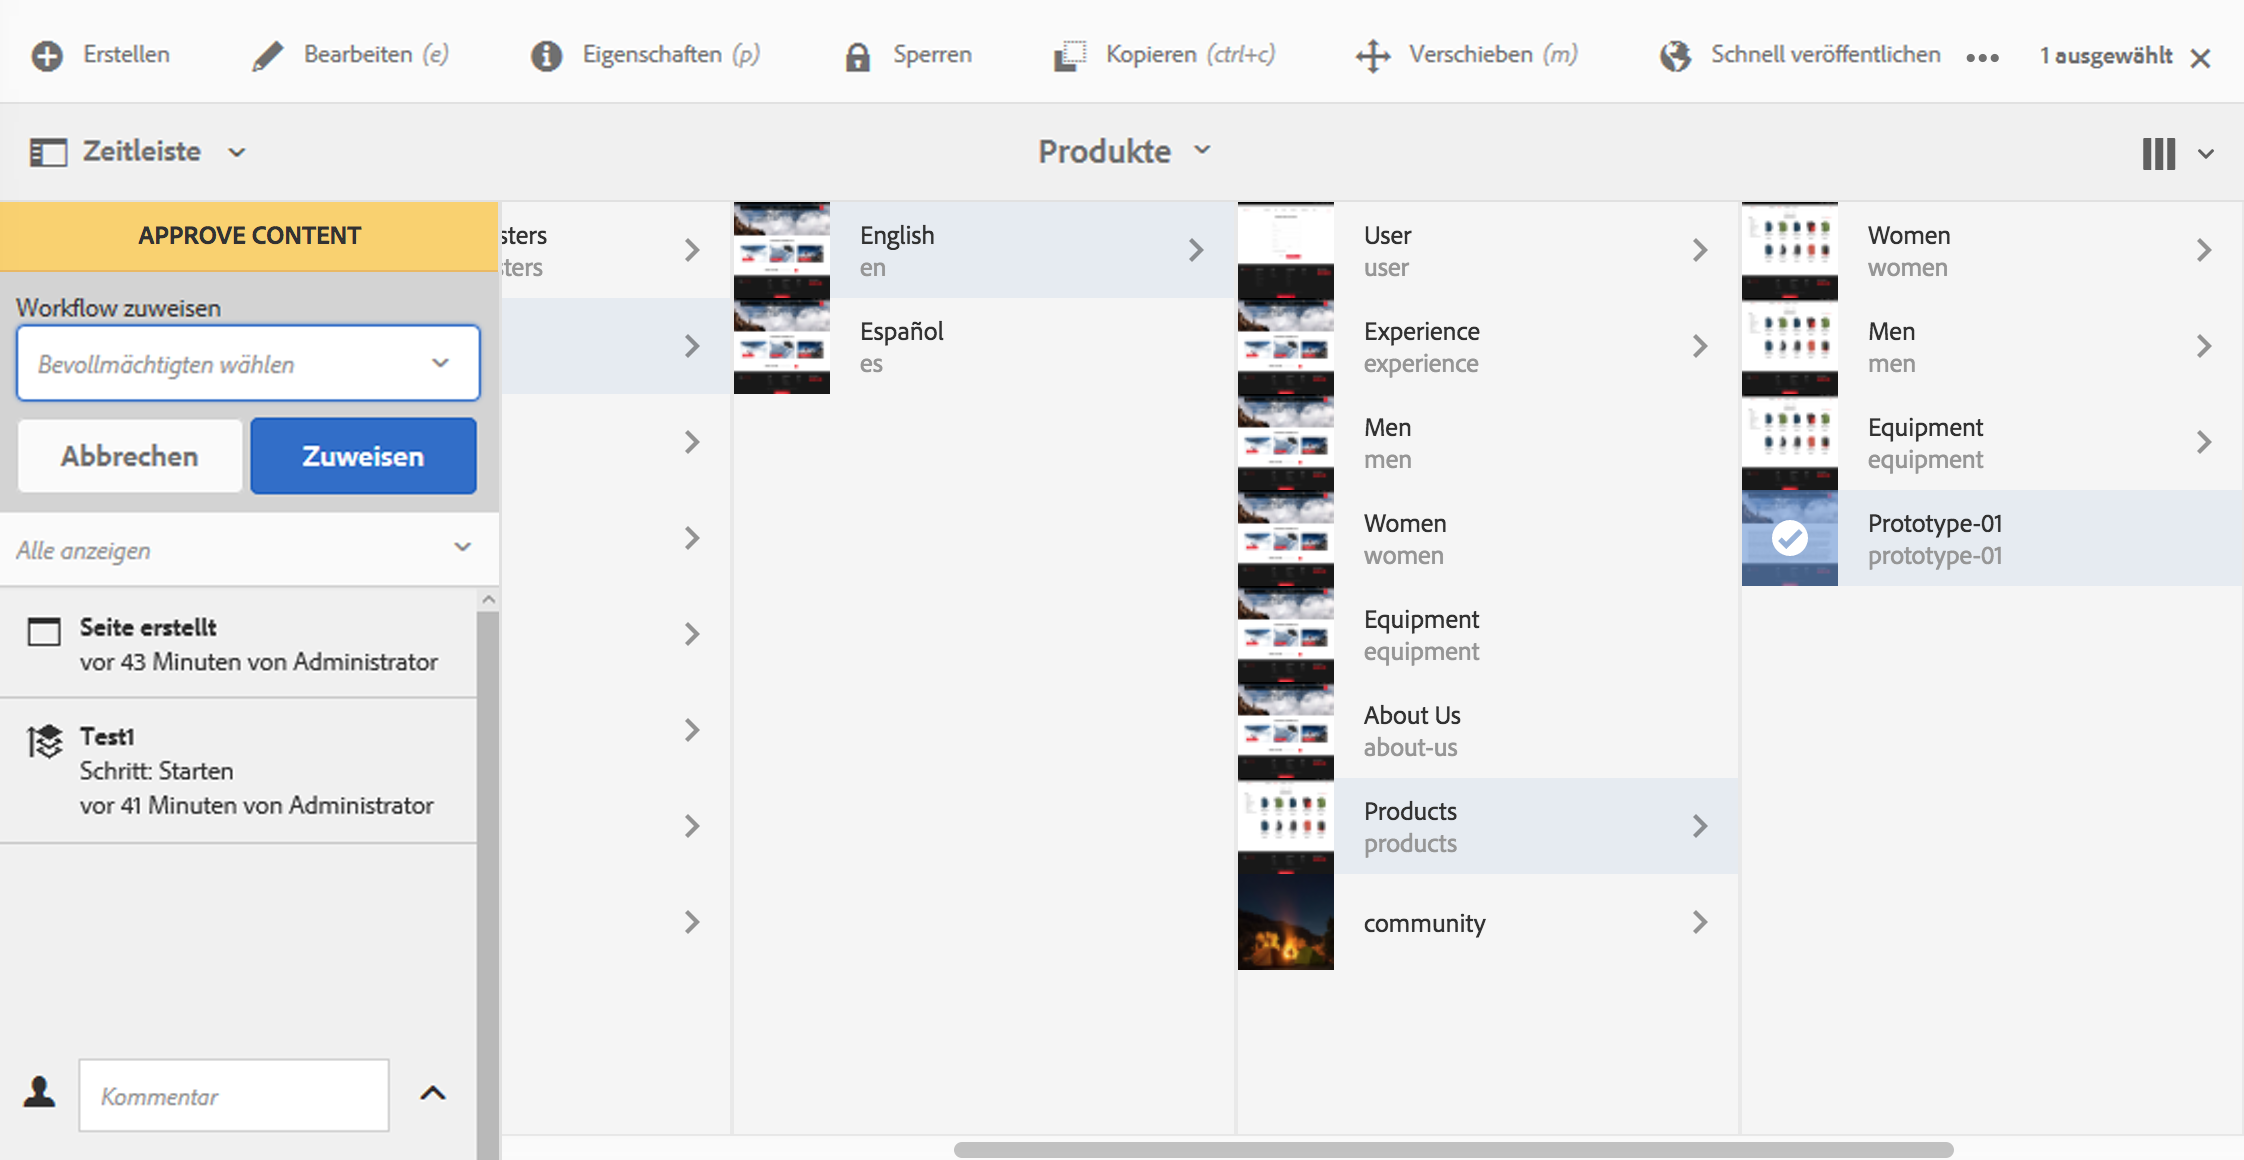 Erstellen
Bearbeiten (e)
Eigenschaften (p)
Sperren
Kopieren (ctrl+c)
Verschieben (m)
Schnell veröffentlichen
1 ausgewählt
Zeitleiste
Produkte
APPROVE CONTENT
Workflow zuweisen
Bevollmächtigten wählen
Abbrechen
Zuweisen
Alle anzeigen
Seite erstellt
vor 43 Minuten von Administrator
Test1
Schritt: Starten
vor 41 Minuten von Administrator
Kommentar
sters
ters
English
en
Español
es
User
user
Experience
experience
Men
men
Women
women
Equipment
equipment
About Us
about-us
Products
products
community
Women
women
Men
men
Equipment
equipment
Prototype-01
prototype-01